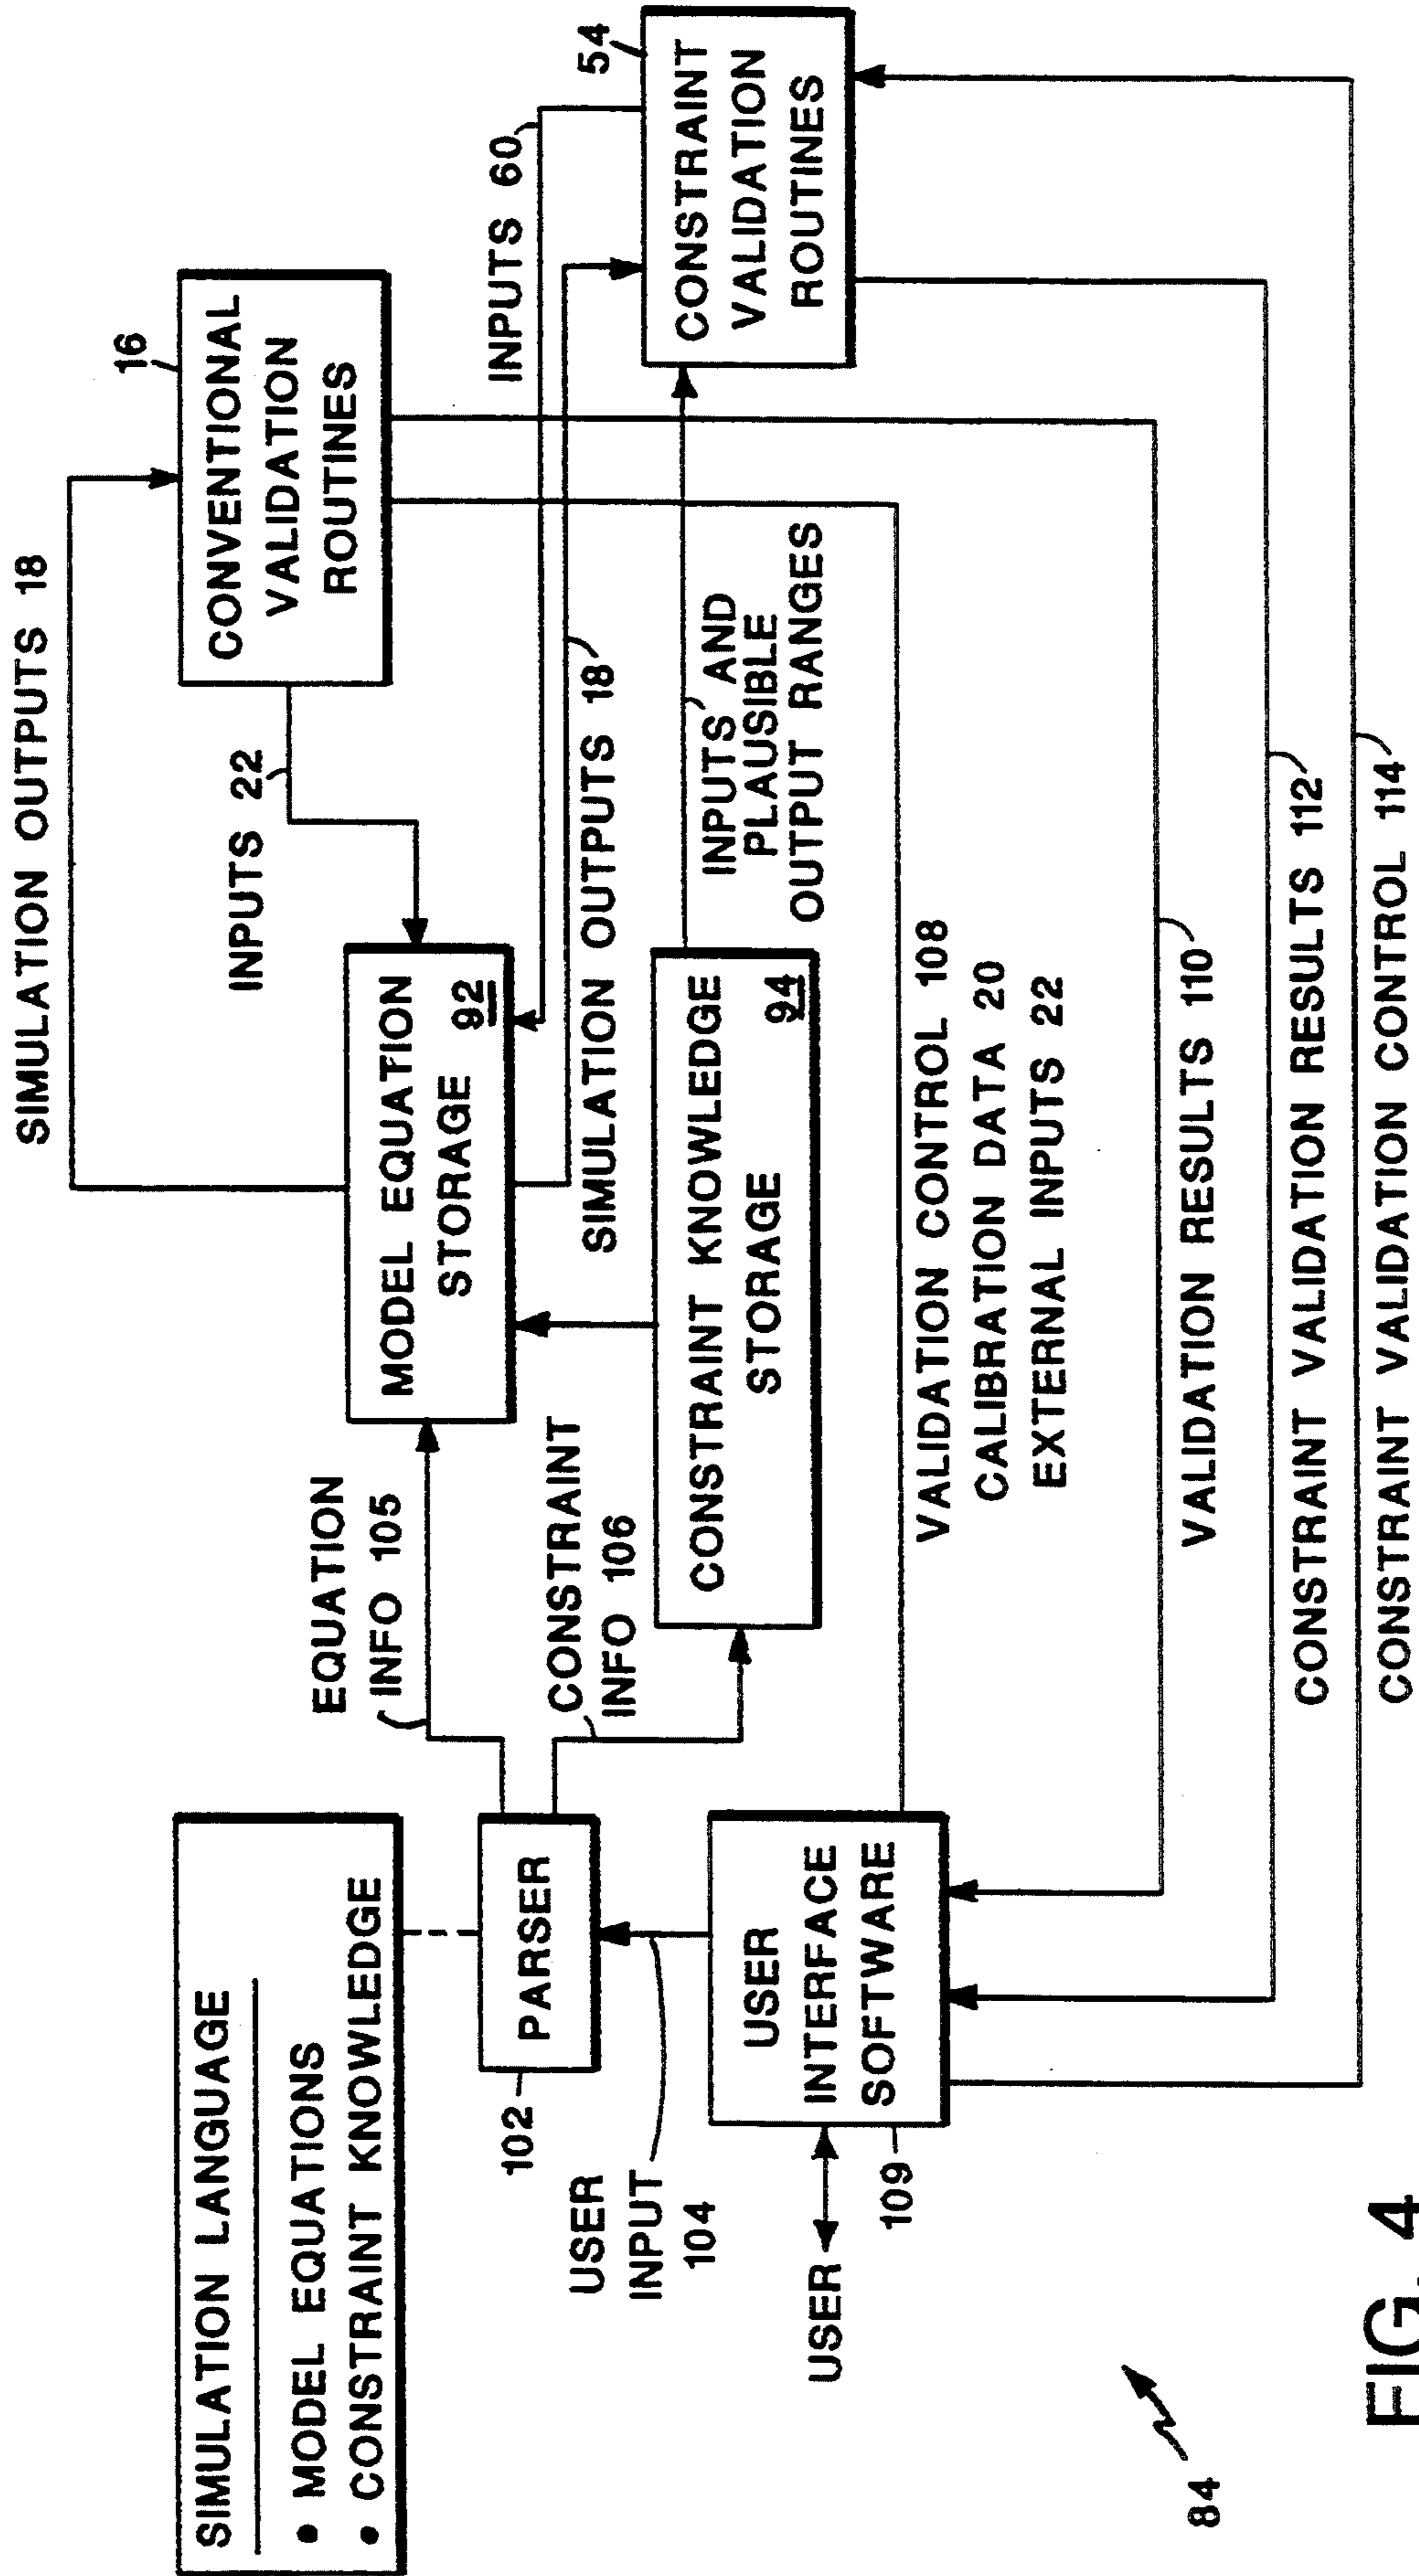 SIMULATION LANGUAGE
• MODEL EQUATIONS
• CONSTRAINT KNOWLEDGE
PARSER
102
USER
INPUT
104
USER
INTERFACE
SOFTWARE
109
USER
EQUATION
INFO 105
CONSTRAINT
INFO 106
SIMULATION OUTPUTS 18
MODEL EQUATION
STORAGE 92
INPUTS 22
CONVENTIONAL
VALIDATION
ROUTINES
16
INPUTS 60
SIMULATION OUTPUTS 18
CONSTRAINT KNOWLEDGE
STORAGE 94
INPUTS AND
PLAUSIBLE
OUTPUT RANGES
CONSTRAINT
VALIDATION
ROUTINES
54
VALIDATION CONTROL 108
CALIBRATION DATA 20
EXTERNAL INPUTS 22
VALIDATION RESULTS 110
CONSTRAINT VALIDATION RESULTS 112
CONSTRAINT VALIDATION CONTROL 114
84
FIG. 4